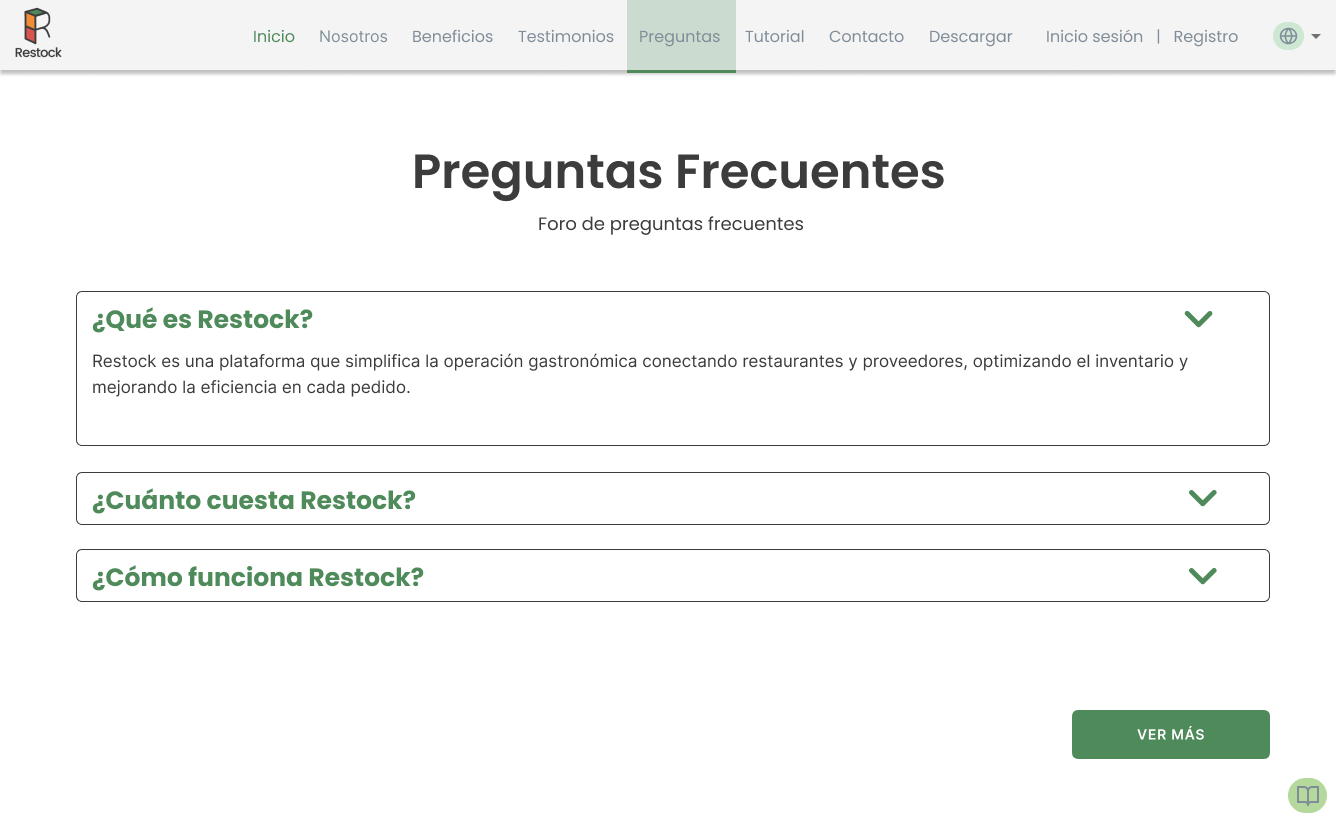 Restock
Inicio Nosotros Beneficios Testimonios Preguntas Tutorial Contacto Descargar Inicio sesión | Registro
Preguntas Frecuentes
Foro de preguntas frecuentes
¿Qué es Restock?
Restock es una plataforma que simplifica la operación gastronómica conectando restaurantes y proveedores, optimizando el inventario y
mejorando la eficiencia en cada pedido.
¿Cuánto cuesta Restock?
¿Cómo funciona Restock?
VER MÁS